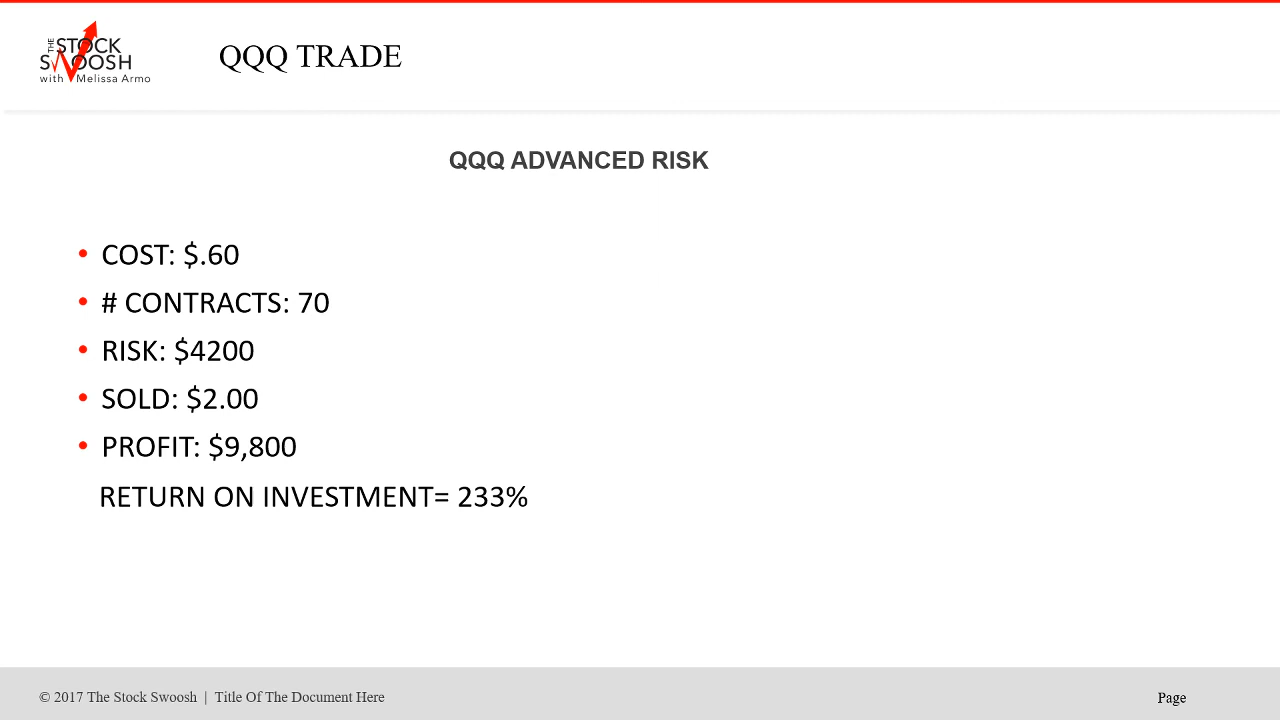 THE STOCK
SWOOSH
with Melissa Armo
QQQ TRADE
QQQ ADVANCED RISK
• COST: $.60
• # CONTRACTS: 70
• RISK: $4200
• SOLD: $2.00
• PROFIT: $9,800
RETURN ON INVESTMENT= 233%
© 2017 The Stock Swoosh | Title Of The Document Here
Page